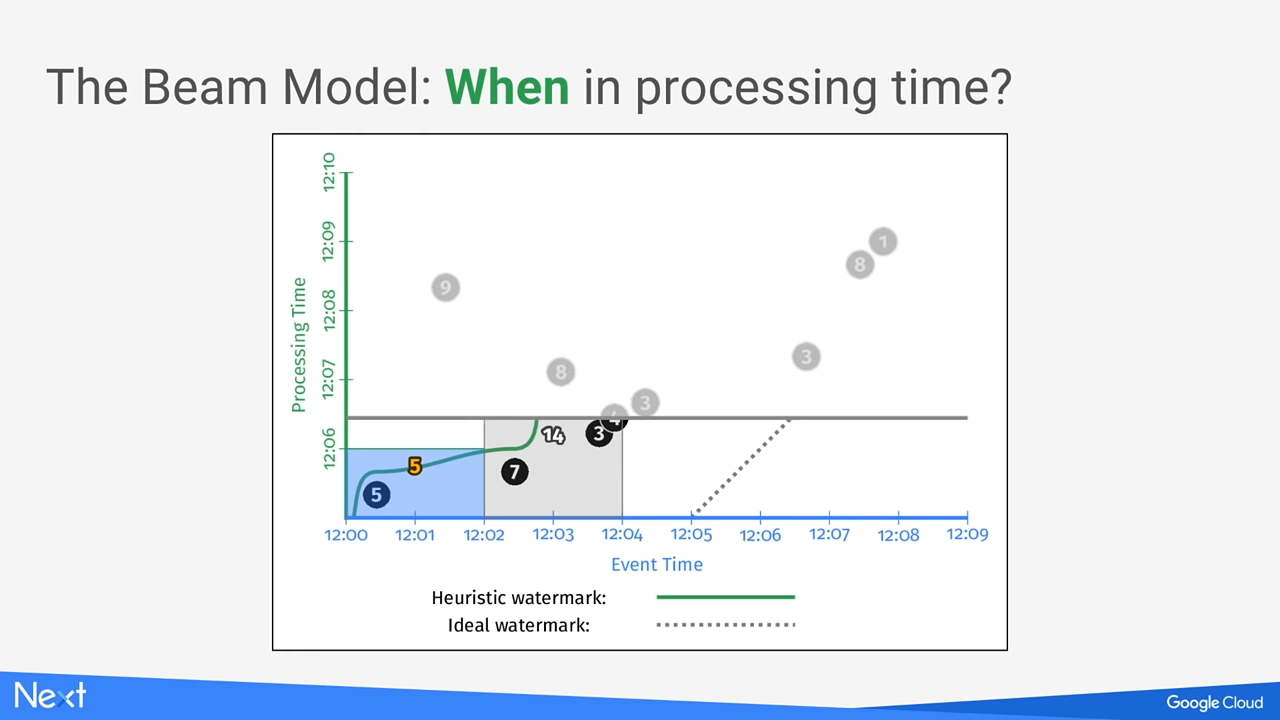 The Beam Model: When in processing time?
Processing Time
12:10
12:09
12:08
12:07
12:06
9
8
3
4
3
8
1
5
5
7
14
3
12:00 12:01 12:02 12:03 12:04 12:05 12:06 12:07 12:08 12:09
Event Time
Heuristic watermark:
Ideal watermark:
Next
Google Cloud